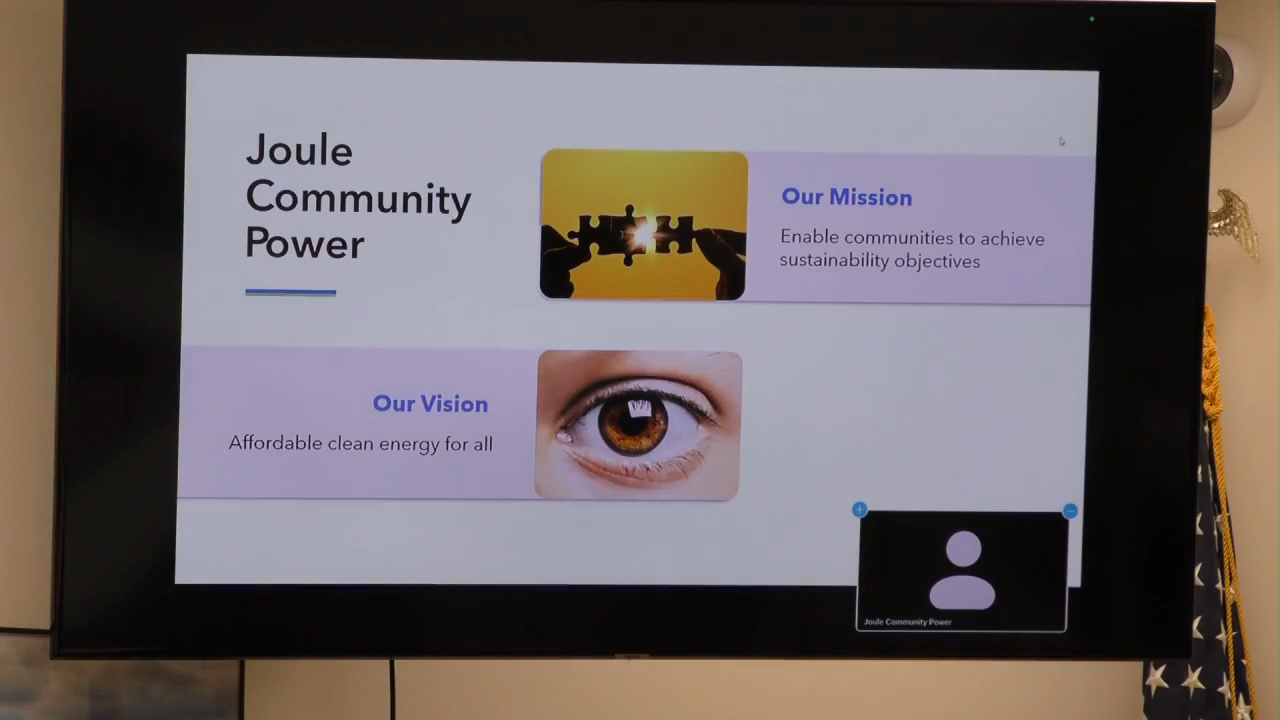 Joule
Community
Power
Our Mission
Enable communities to achieve
sustainability objectives
Our Vision
Affordable clean energy for all
Joule Community Power